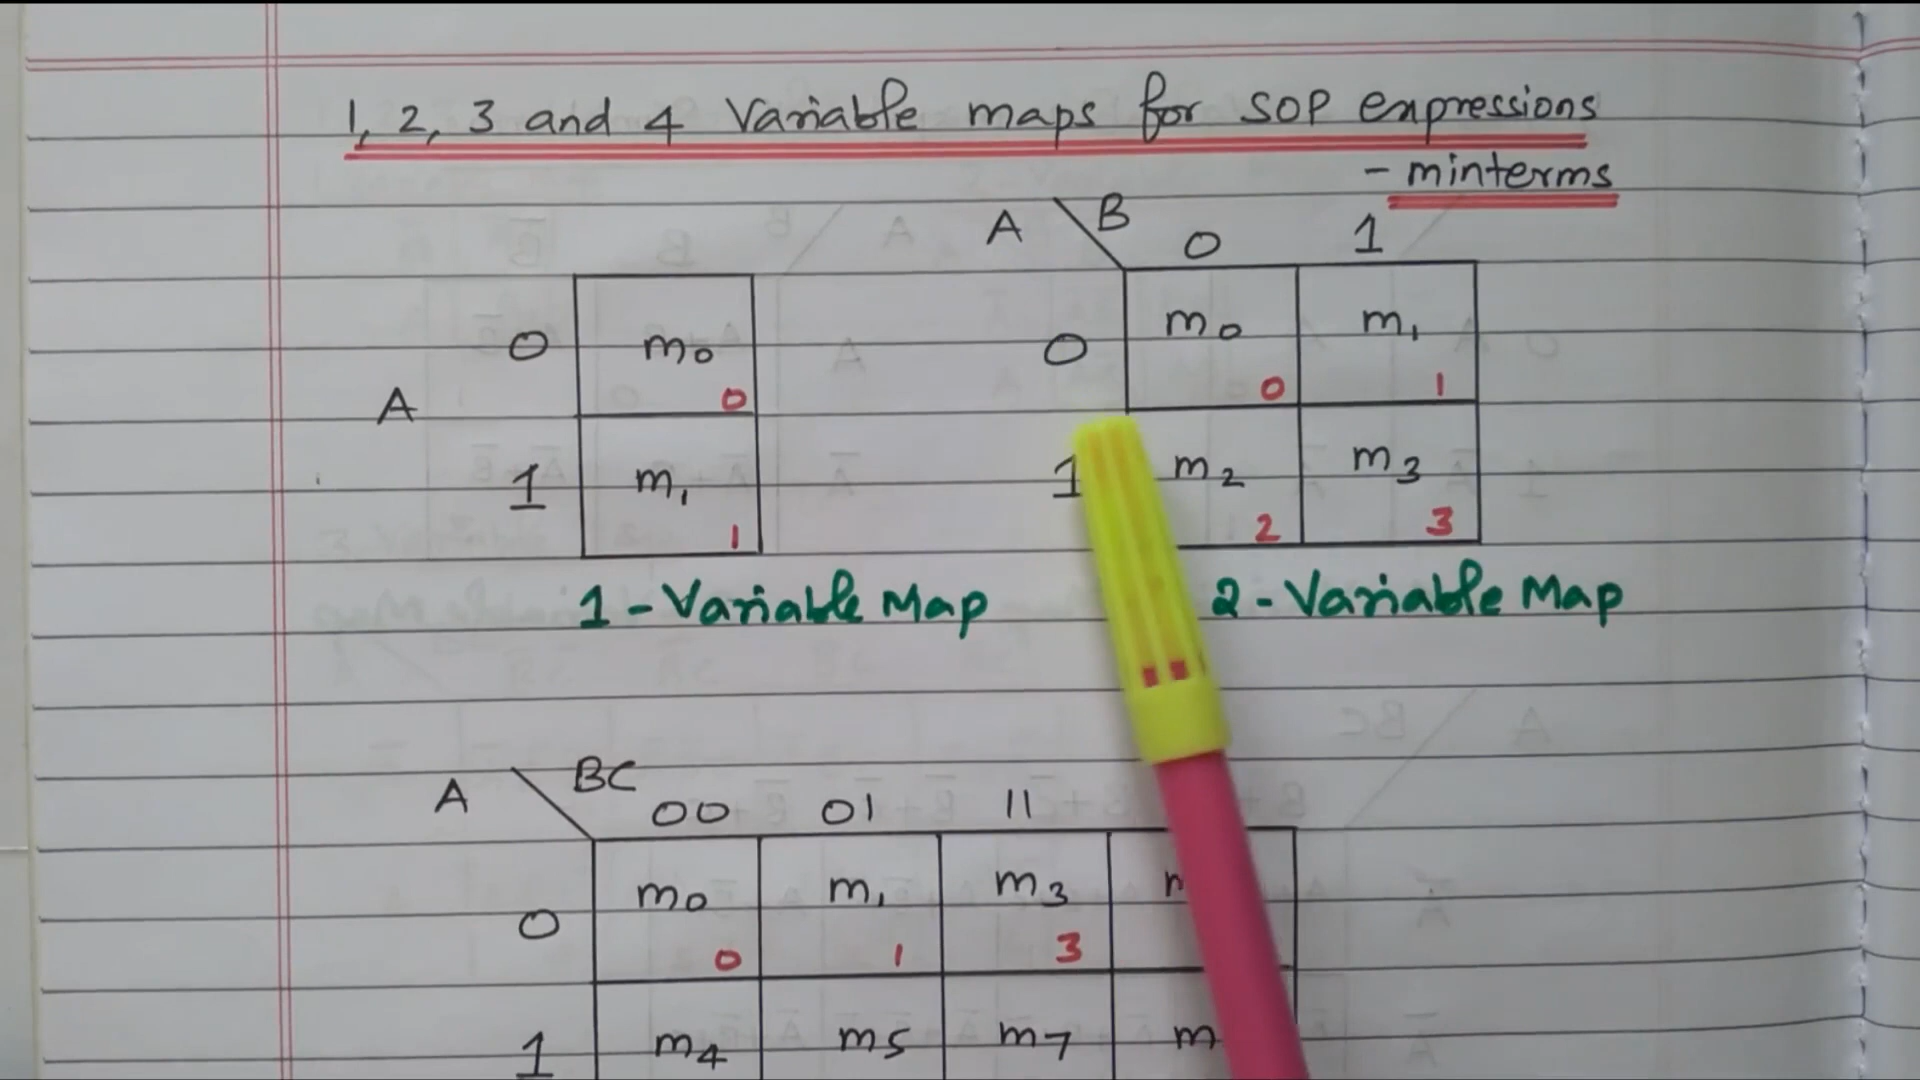 1, 2, 3 and 4 Variable maps for SOP expressions
- minterms
A
0 m0 0
1 m1 1
1 - Variable Map
A B 0 1
0 m0 0 m1 1
1 m2 2 m3 3
2 - Variable Map
A BC 00 01 11
0 m0 0 m1 1 m3 3
1 m4 m5 m7